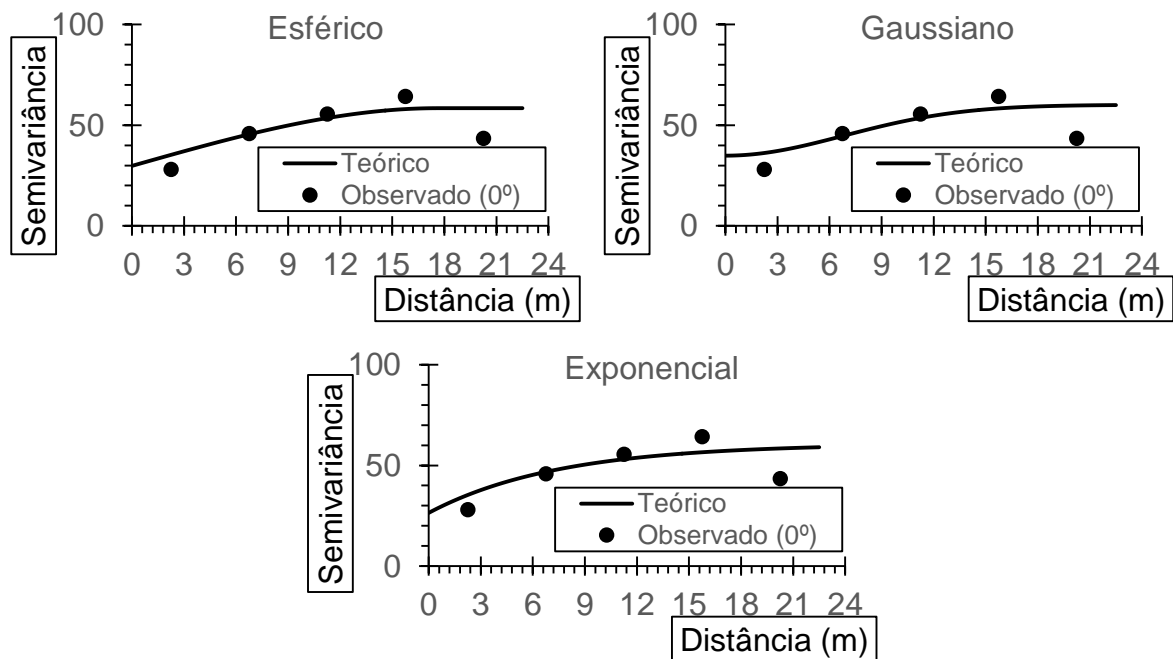 Esférico
100
50
0
Semivariância
Teórico
Observado (0º)
0 3 6 9 12 15 18 21 24
Distância (m)
Gaussiano
100
50
0
Semivariância
Teórico
Observado (0º)
0 3 6 9 12 15 18 21 24
Distância (m)
Exponencial
100
50
0
Semivariância
Teórico
Observado (0º)
0 3 6 9 12 15 18 21 24
Distância (m)